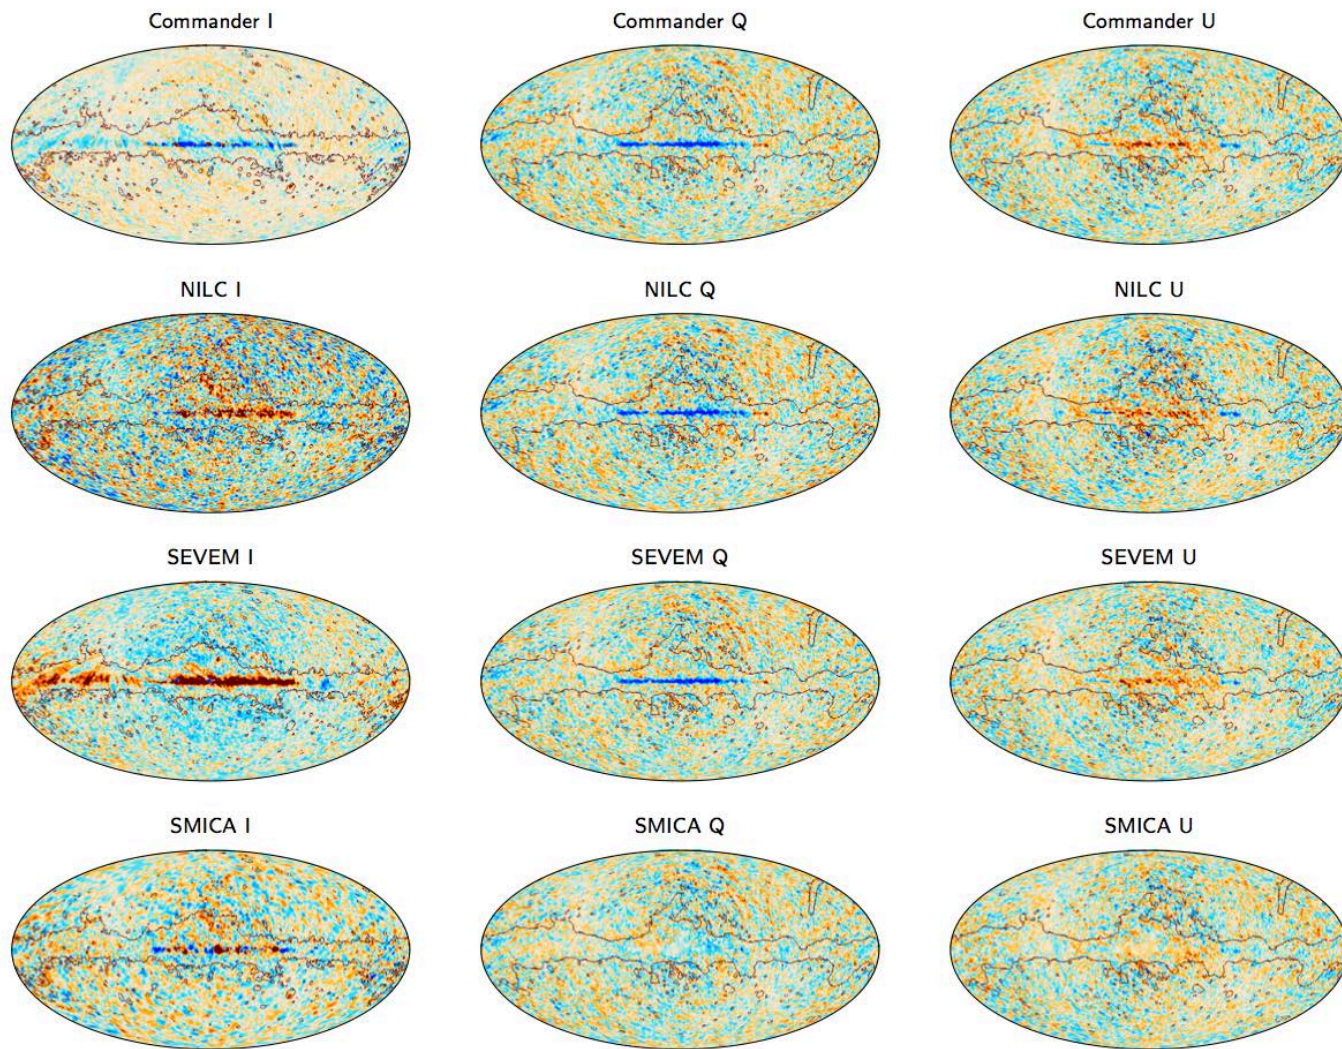 Commander I
Commander Q
Commander U
NILC I
NILC Q
NILC U
SEVEM I
SEVEM Q
SEVEM U
SMICA I
SMICA Q
SMICA U